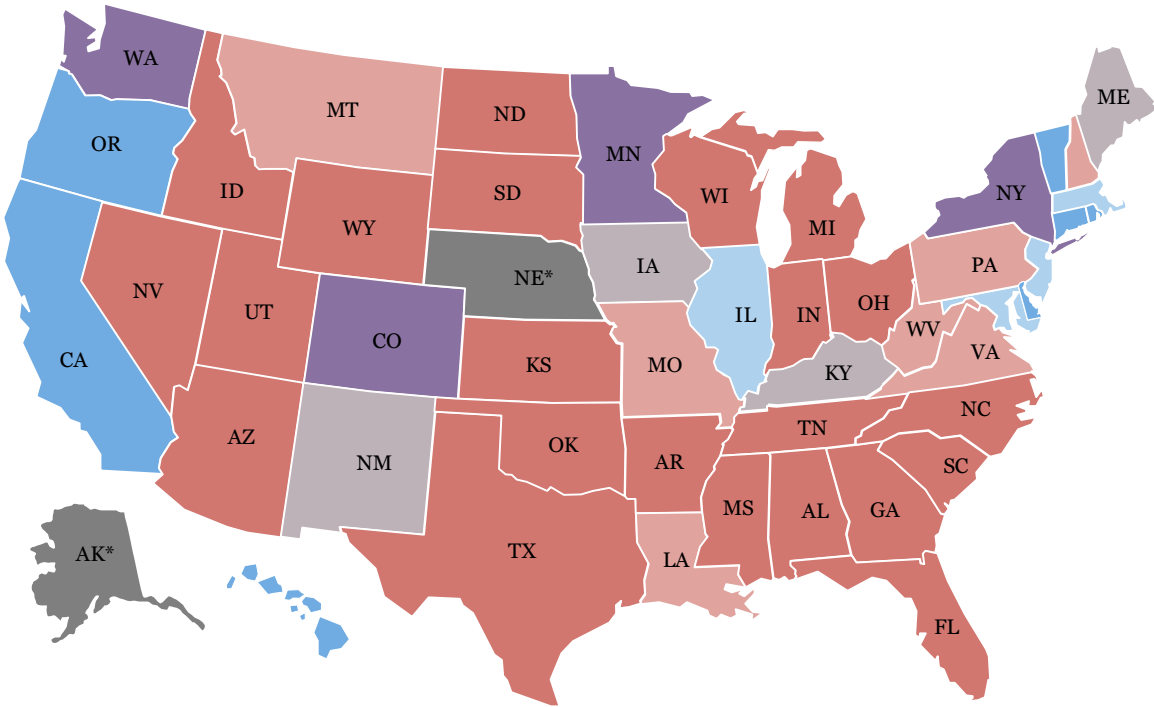 WA
ME
MT
ND
OR
MN
ID
SD
WI
NY
WY
MI
IA
PA
NE*
NV
UT
IL
IN
OH
CO
WV
VA
CA
KS
MO
KY
NC
TN
AZ
OK
NM
AR
SC
MS
AL
GA
AK*
TX
LA
FL